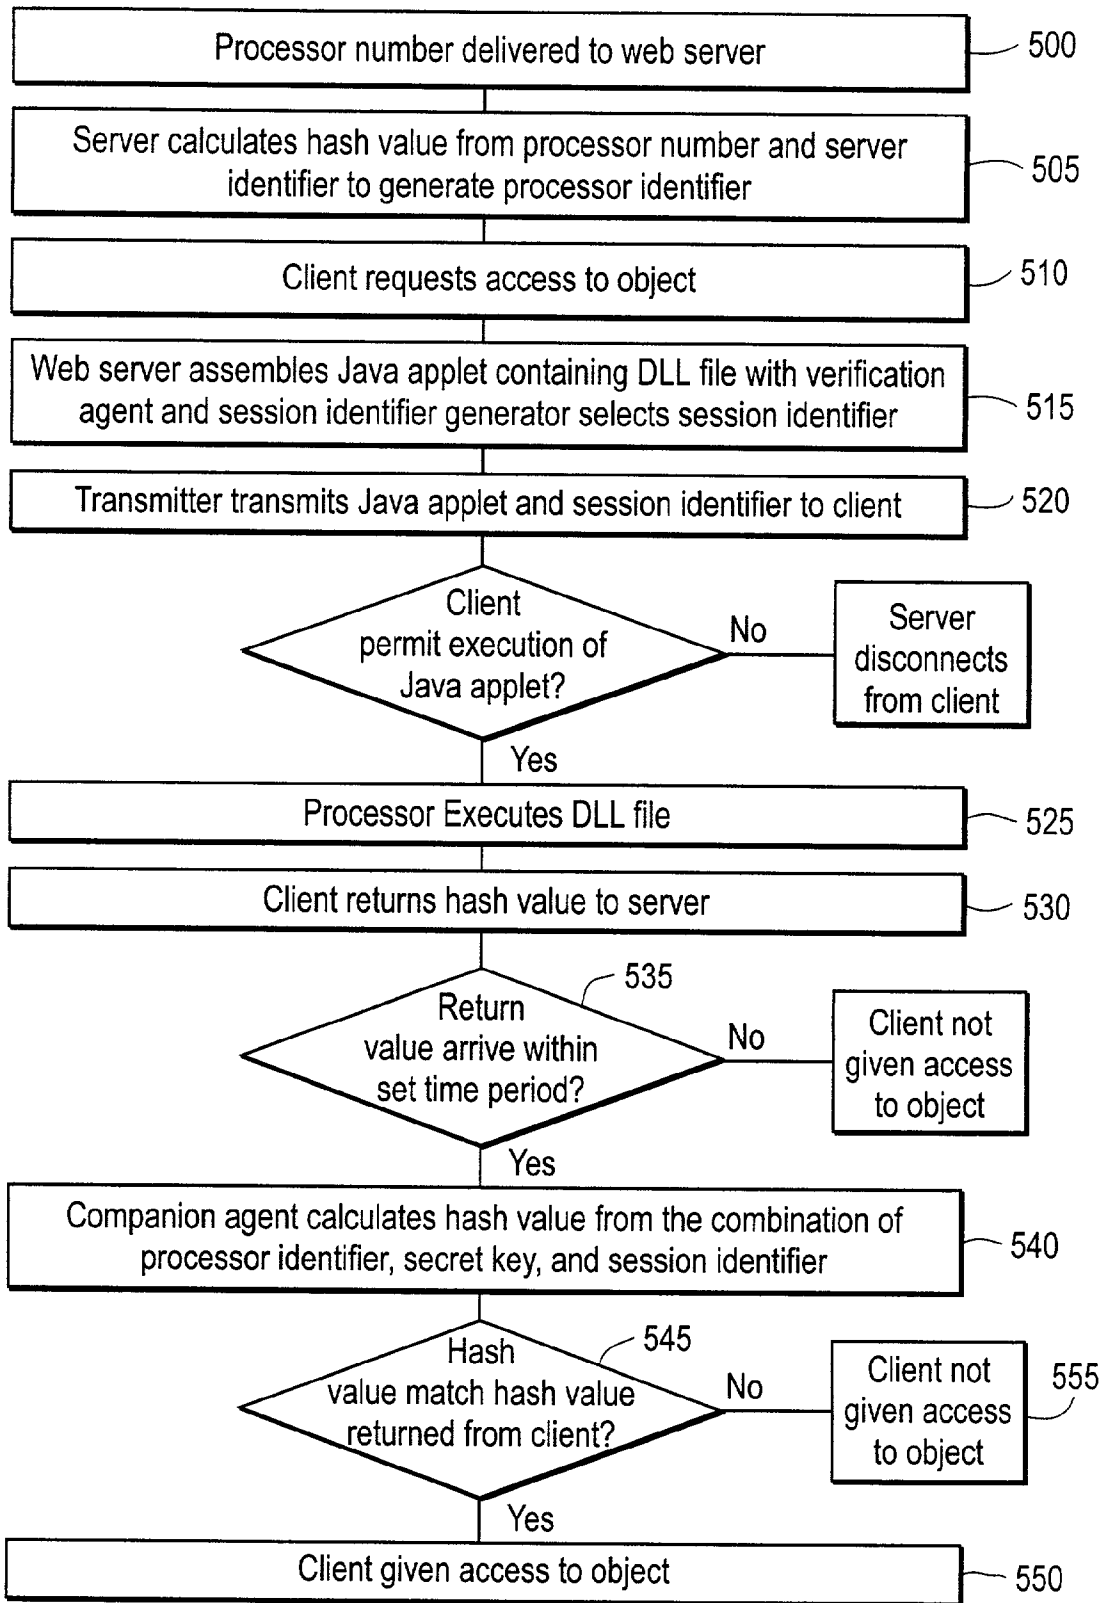 Processor number delivered to web server
500
Server calculates hash value from processor number and server
identifier to generate processor identifier
505
Client requests access to object
510
Web server assembles Java applet containing DLL file with verification
agent and session identifier generator selects session identifier
515
Transmitter transmits Java applet and session identifier to client
520
Client
permit execution of
Java applet?
No
Server
disconnects
from client
Yes
Processor Executes DLL file
525
Client returns hash value to server
530
535
Return
value arrive within
set time period?
No
Client not
given access
to object
Yes
Companion agent calculates hash value from the combination of
processor identifier, secret key, and session identifier
540
545
Hash
value match hash value
returned from client?
No
Client not
given access
to object
555
Yes
Client given access to object
550